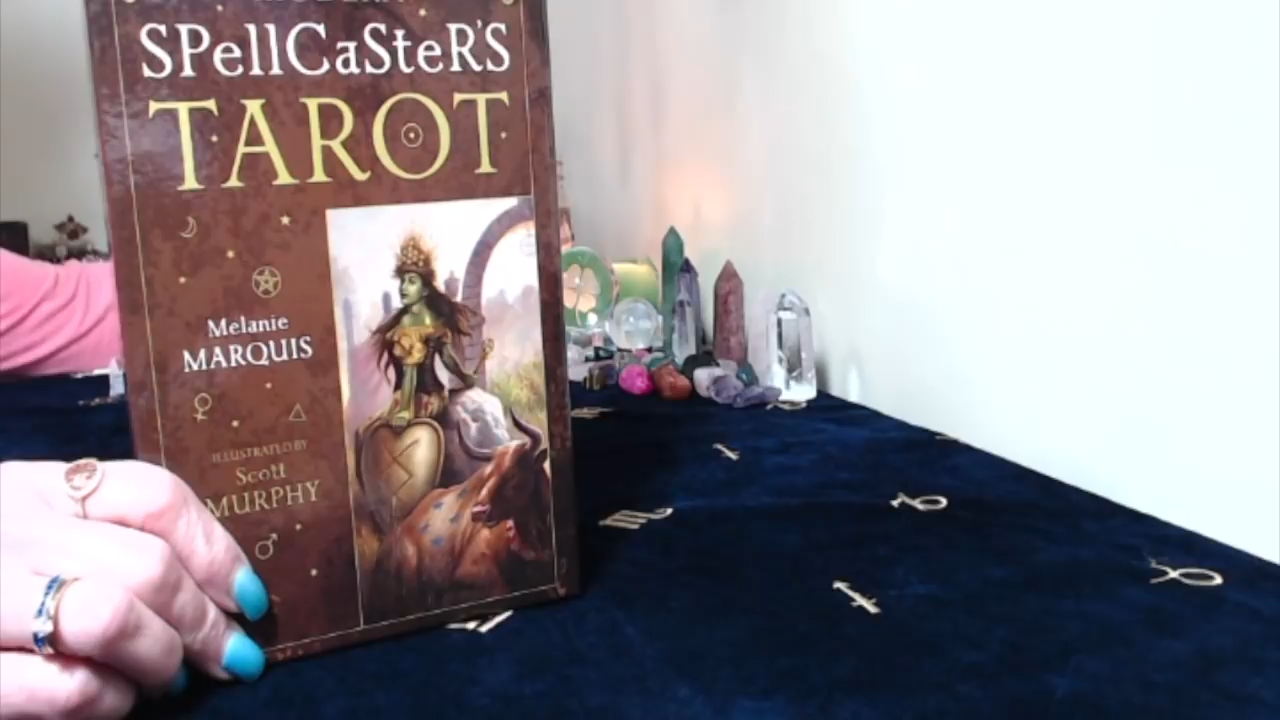 SPellCaSteR'S
TAROT
Melanie
MARQUIS
ILLUSTRATED BY
Scott
MURPHY